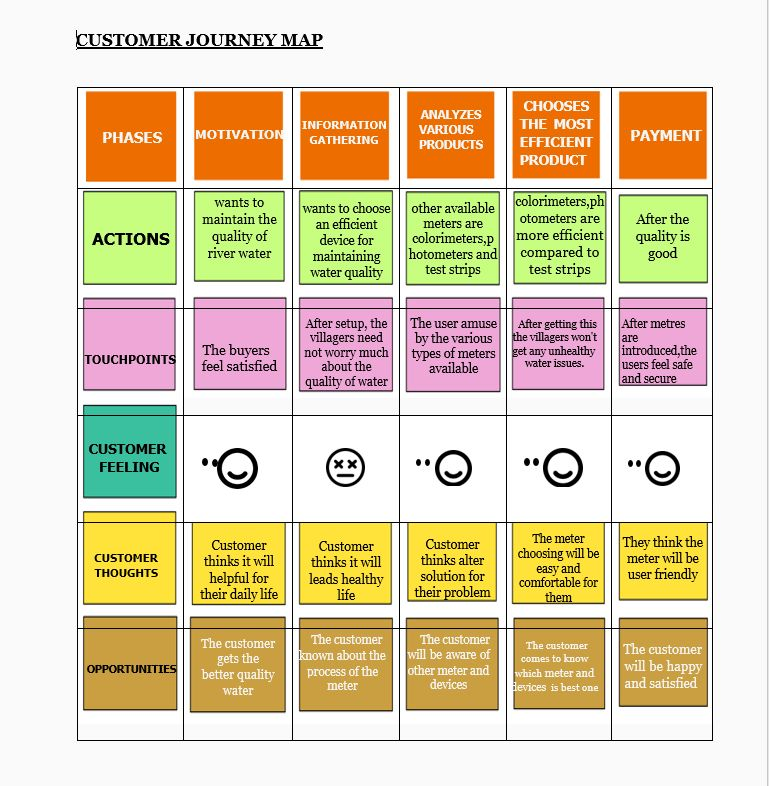 CUSTOMER JOURNEY MAP
PHASES
MOTIVATION
INFORMATION
GATHERING
ANALYZES
VARIOUS
PRODUCTS
CHOOSES
THE MOST
EFFICIENT
PRODUCT
PAYMENT
ACTIONS
wants to
maintain the
quality of
river water
wants to choose
an efficient
device for
maintaining
water quality
other available
meters are
colorimeters,p
hotometers and
test strips
colorimeters,ph
otometers are
more efficient
compared to
test strips
After the
quality is
good
TOUCHPOINTS
The buyers
feel satisfied
After setup, the
villagers need
not worry much
about the
quality of water
The user amuse
by the various
types of meters
available
After getting this
the villagers won't
get any unhealthy
water issues.
After metres
are
introduced,the
users feel safe
and secure
CUSTOMER
FEELING
CUSTOMER
THOUGHTS
Customer
thinks it will
helpful for
their daily life
Customer
thinks it will
leads healthy
life
Customer
thinks alter
solution for
their problem
The meter
choosing will be
easy and
comfortable for
them
They think the
meter will be
user friendly
OPPORTUNITIES
The customer
gets the
better quality
water
The customer
known about the
process of the
meter
The customer
will be aware of
other meter and
devices
The customer
comes to know
which meter and
devices is best one
The customer
will be happy
and satisfied